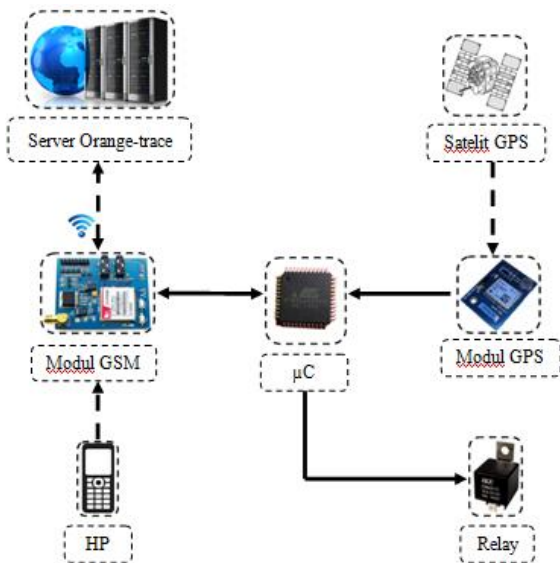 Server Orange-trace
Satelit GPS
Modul GSM
µC
Modul GPS
HP
Relay